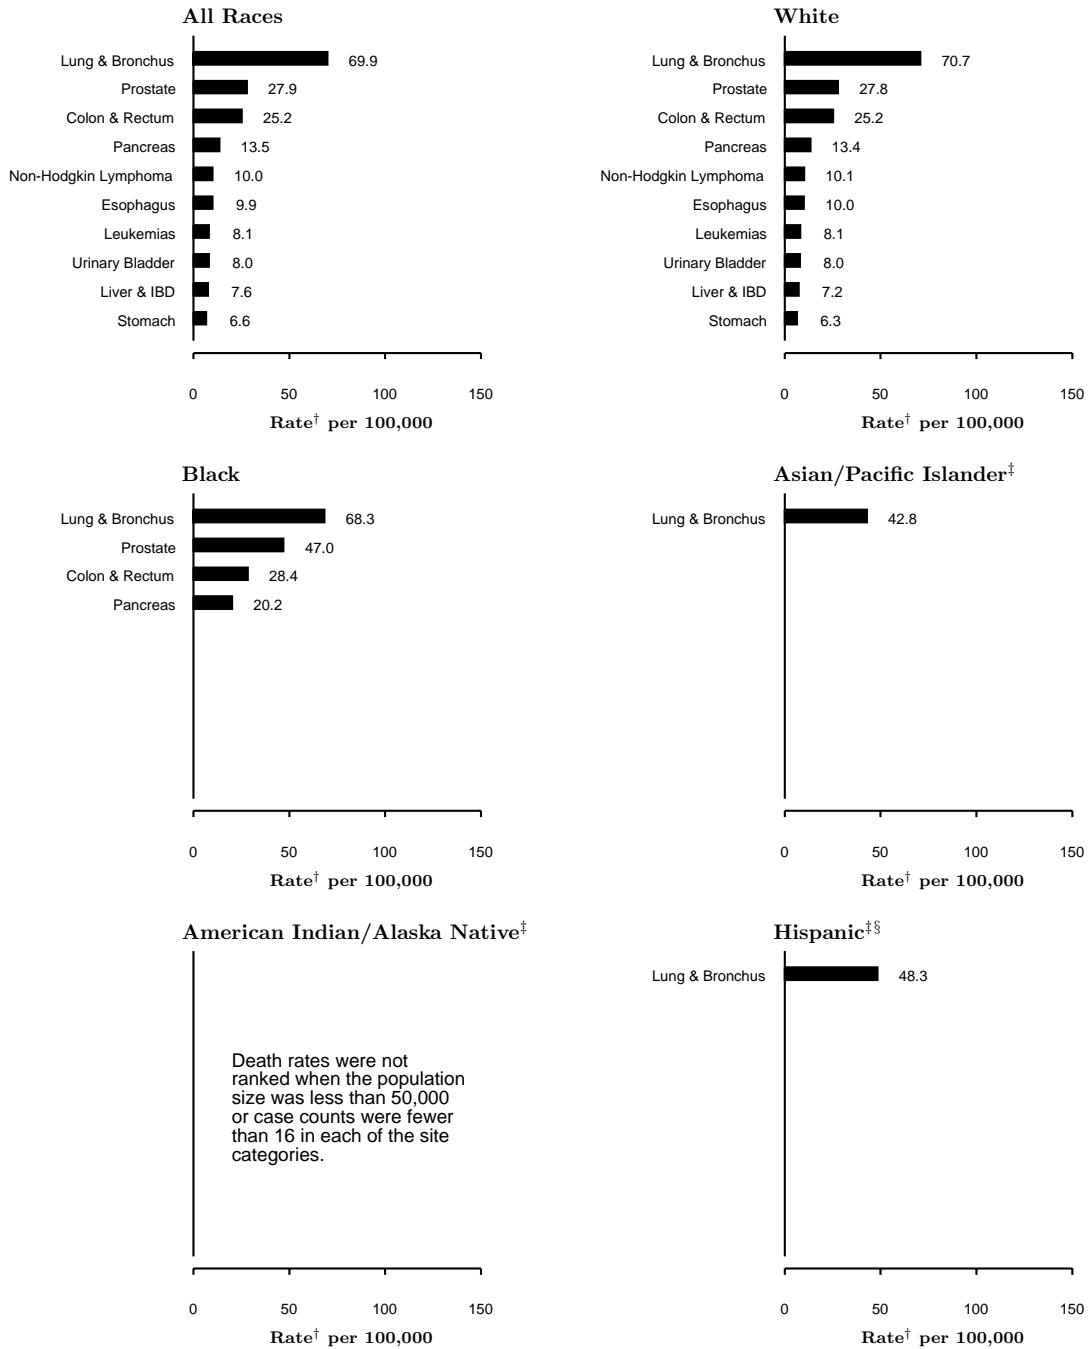 All Races
Lung & Bronchus 69.9
Prostate 27.9
Colon & Rectum 25.2
Pancreas 13.5
Non-Hodgkin Lymphoma 10.0
Esophagus 9.9
Leukemias 8.1
Urinary Bladder 8.0
Liver & IBD 7.6
Stomach 6.6
0 50 100 150
Rate† per 100,000
White
Lung & Bronchus 70.7
Prostate 27.8
Colon & Rectum 25.2
Pancreas 13.4
Non-Hodgkin Lymphoma 10.1
Esophagus 10.0
Leukemias 8.1
Urinary Bladder 8.0
Liver & IBD 7.2
Stomach 6.3
0 50 100 150
Rate† per 100,000
Black
Lung & Bronchus 68.3
Prostate 47.0
Colon & Rectum 28.4
Pancreas 20.2
0 50 100 150
Rate† per 100,000
Asian/Pacific Islander‡
Lung & Bronchus 42.8
0 50 100 150
Rate† per 100,000
American Indian/Alaska Native‡
Death rates were not
ranked when the population
size was less than 50,000
or case counts were fewer
than 16 in each of the site
categories.
0 50 100 150
Rate† per 100,000
Hispanic‡§
Lung & Bronchus 48.3
0 50 100 150
Rate† per 100,000